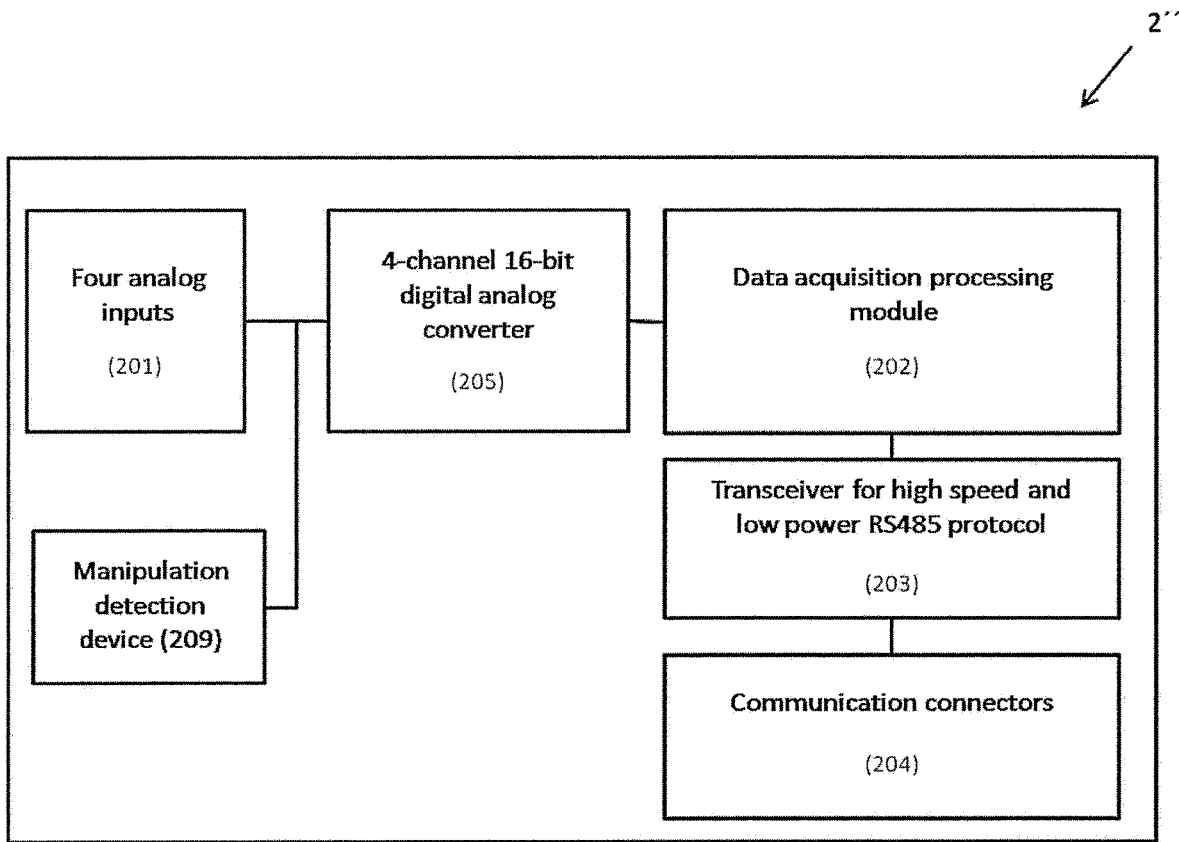 2´´
Four analog
inputs
(201)
4-channel 16-bit
digital analog
converter
(205)
Data acquisition processing
module
(202)
Transceiver for high speed and
low power RS485 protocol
(203)
Manipulation
detection
device (209)
Communication connectors
(204)